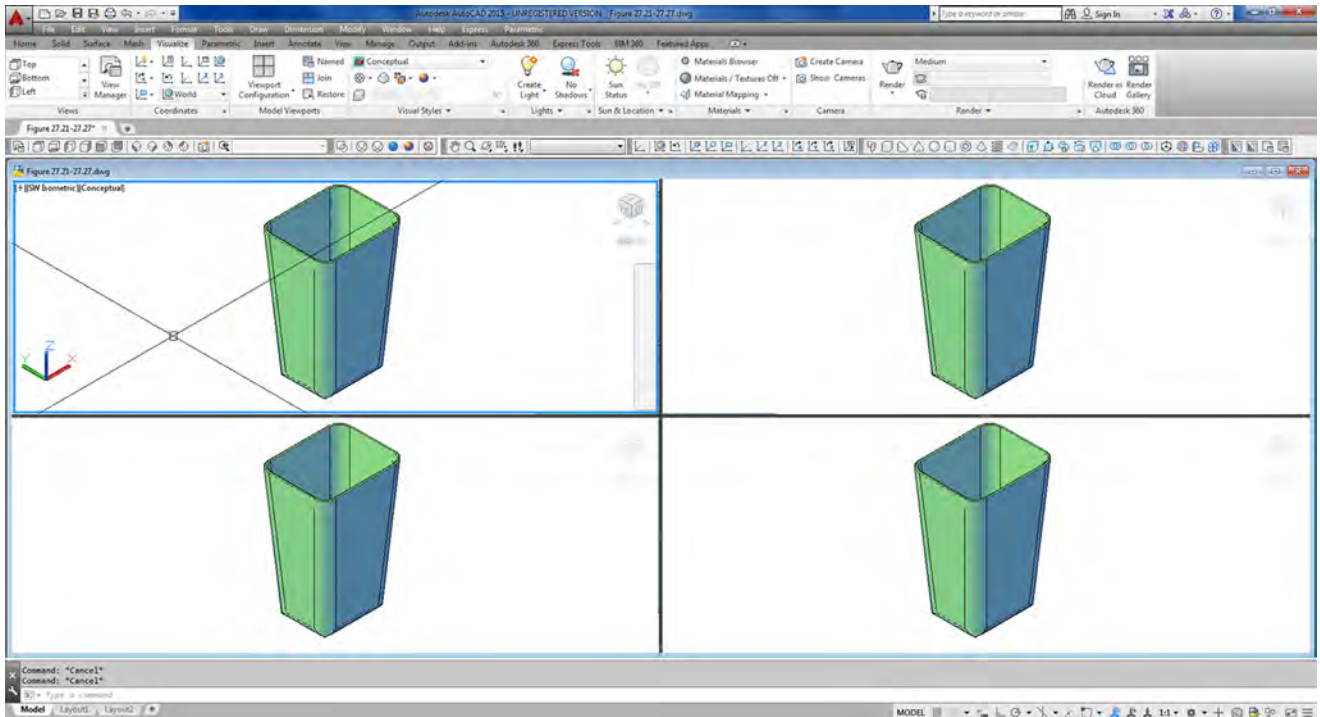 Autodesk AutoCAD 2015 - UNREGISTERED VERSION Figure 27.21-27.27.dwg
Type a keyword or phrase
Sign In
File Edit View Insert Format Tools Draw Dimension Modify Window Help Express Parametric
Home Solid Surface Mesh Visualize Parametric Insert Annotate View Manage Output Add-ins Autodesk 360 Express Tools BIM 360 Featured Apps
Top
Bottom
Left
View
Manager
World
Viewport
Configuration
Named
Join
Restore
Conceptual
Create
Light
No
Shadows
Sun
Status
Materials Browser
Materials / Textures Off
Material Mapping
Create Camera
Show Cameras
Render
Medium
Render in
Cloud
Render
Gallery
Views Coordinates Model Viewports Visual Styles Lights Sun & Location Materials Camera Render Autodesk 360
Figure 27.21-27.27*
Figure 27.21-27.27.dwg
[+][SW Isometric][Conceptual]
Z
Y X
Command: *Cancel*
Command: *Cancel*
Type a command
Model Layout1 Layout2
MODEL 1:1